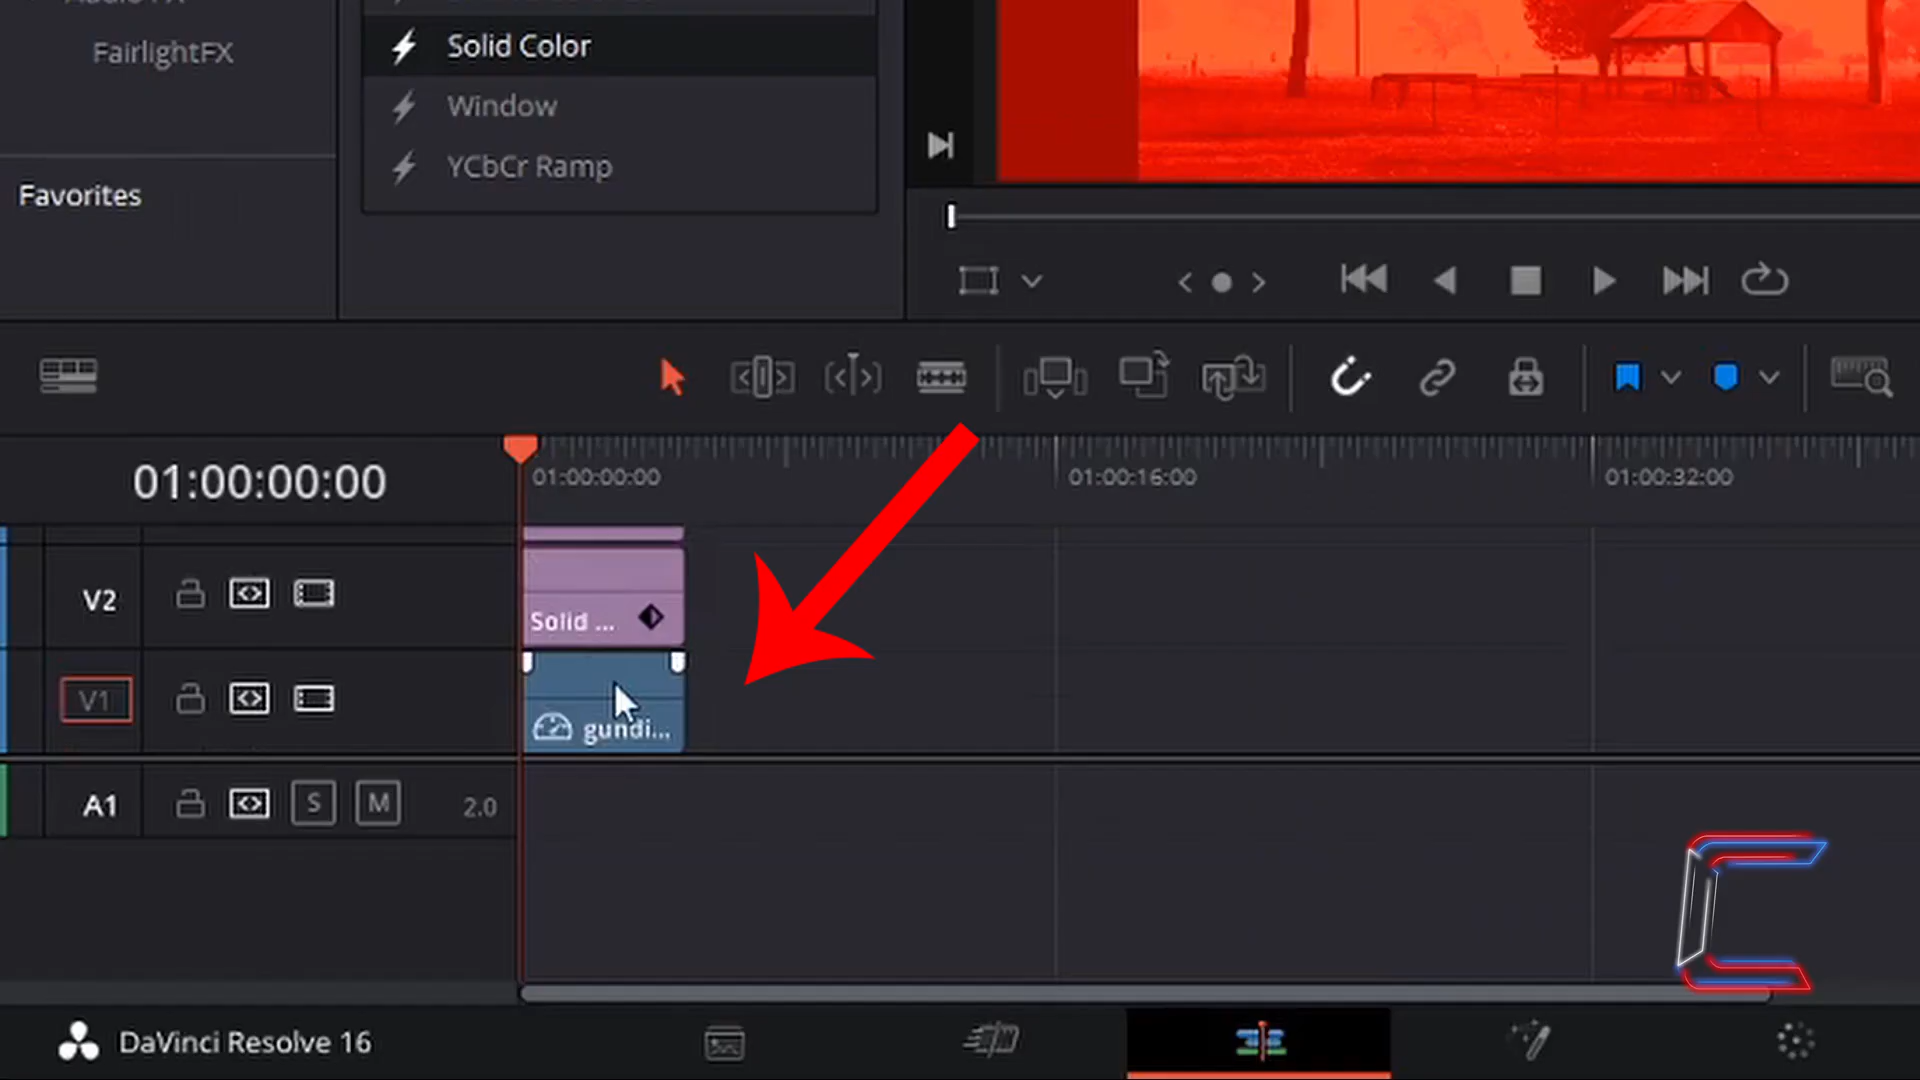 FairlightFX
Solid Color
Window
YCbCr Ramp
Favorites
01:00:00:00
01:00:00:00
01:00:16:00
01:00:32:00
V2
Solid ...
V1
gundi...
A1
S
M
2.0
DaVinci Resolve 16